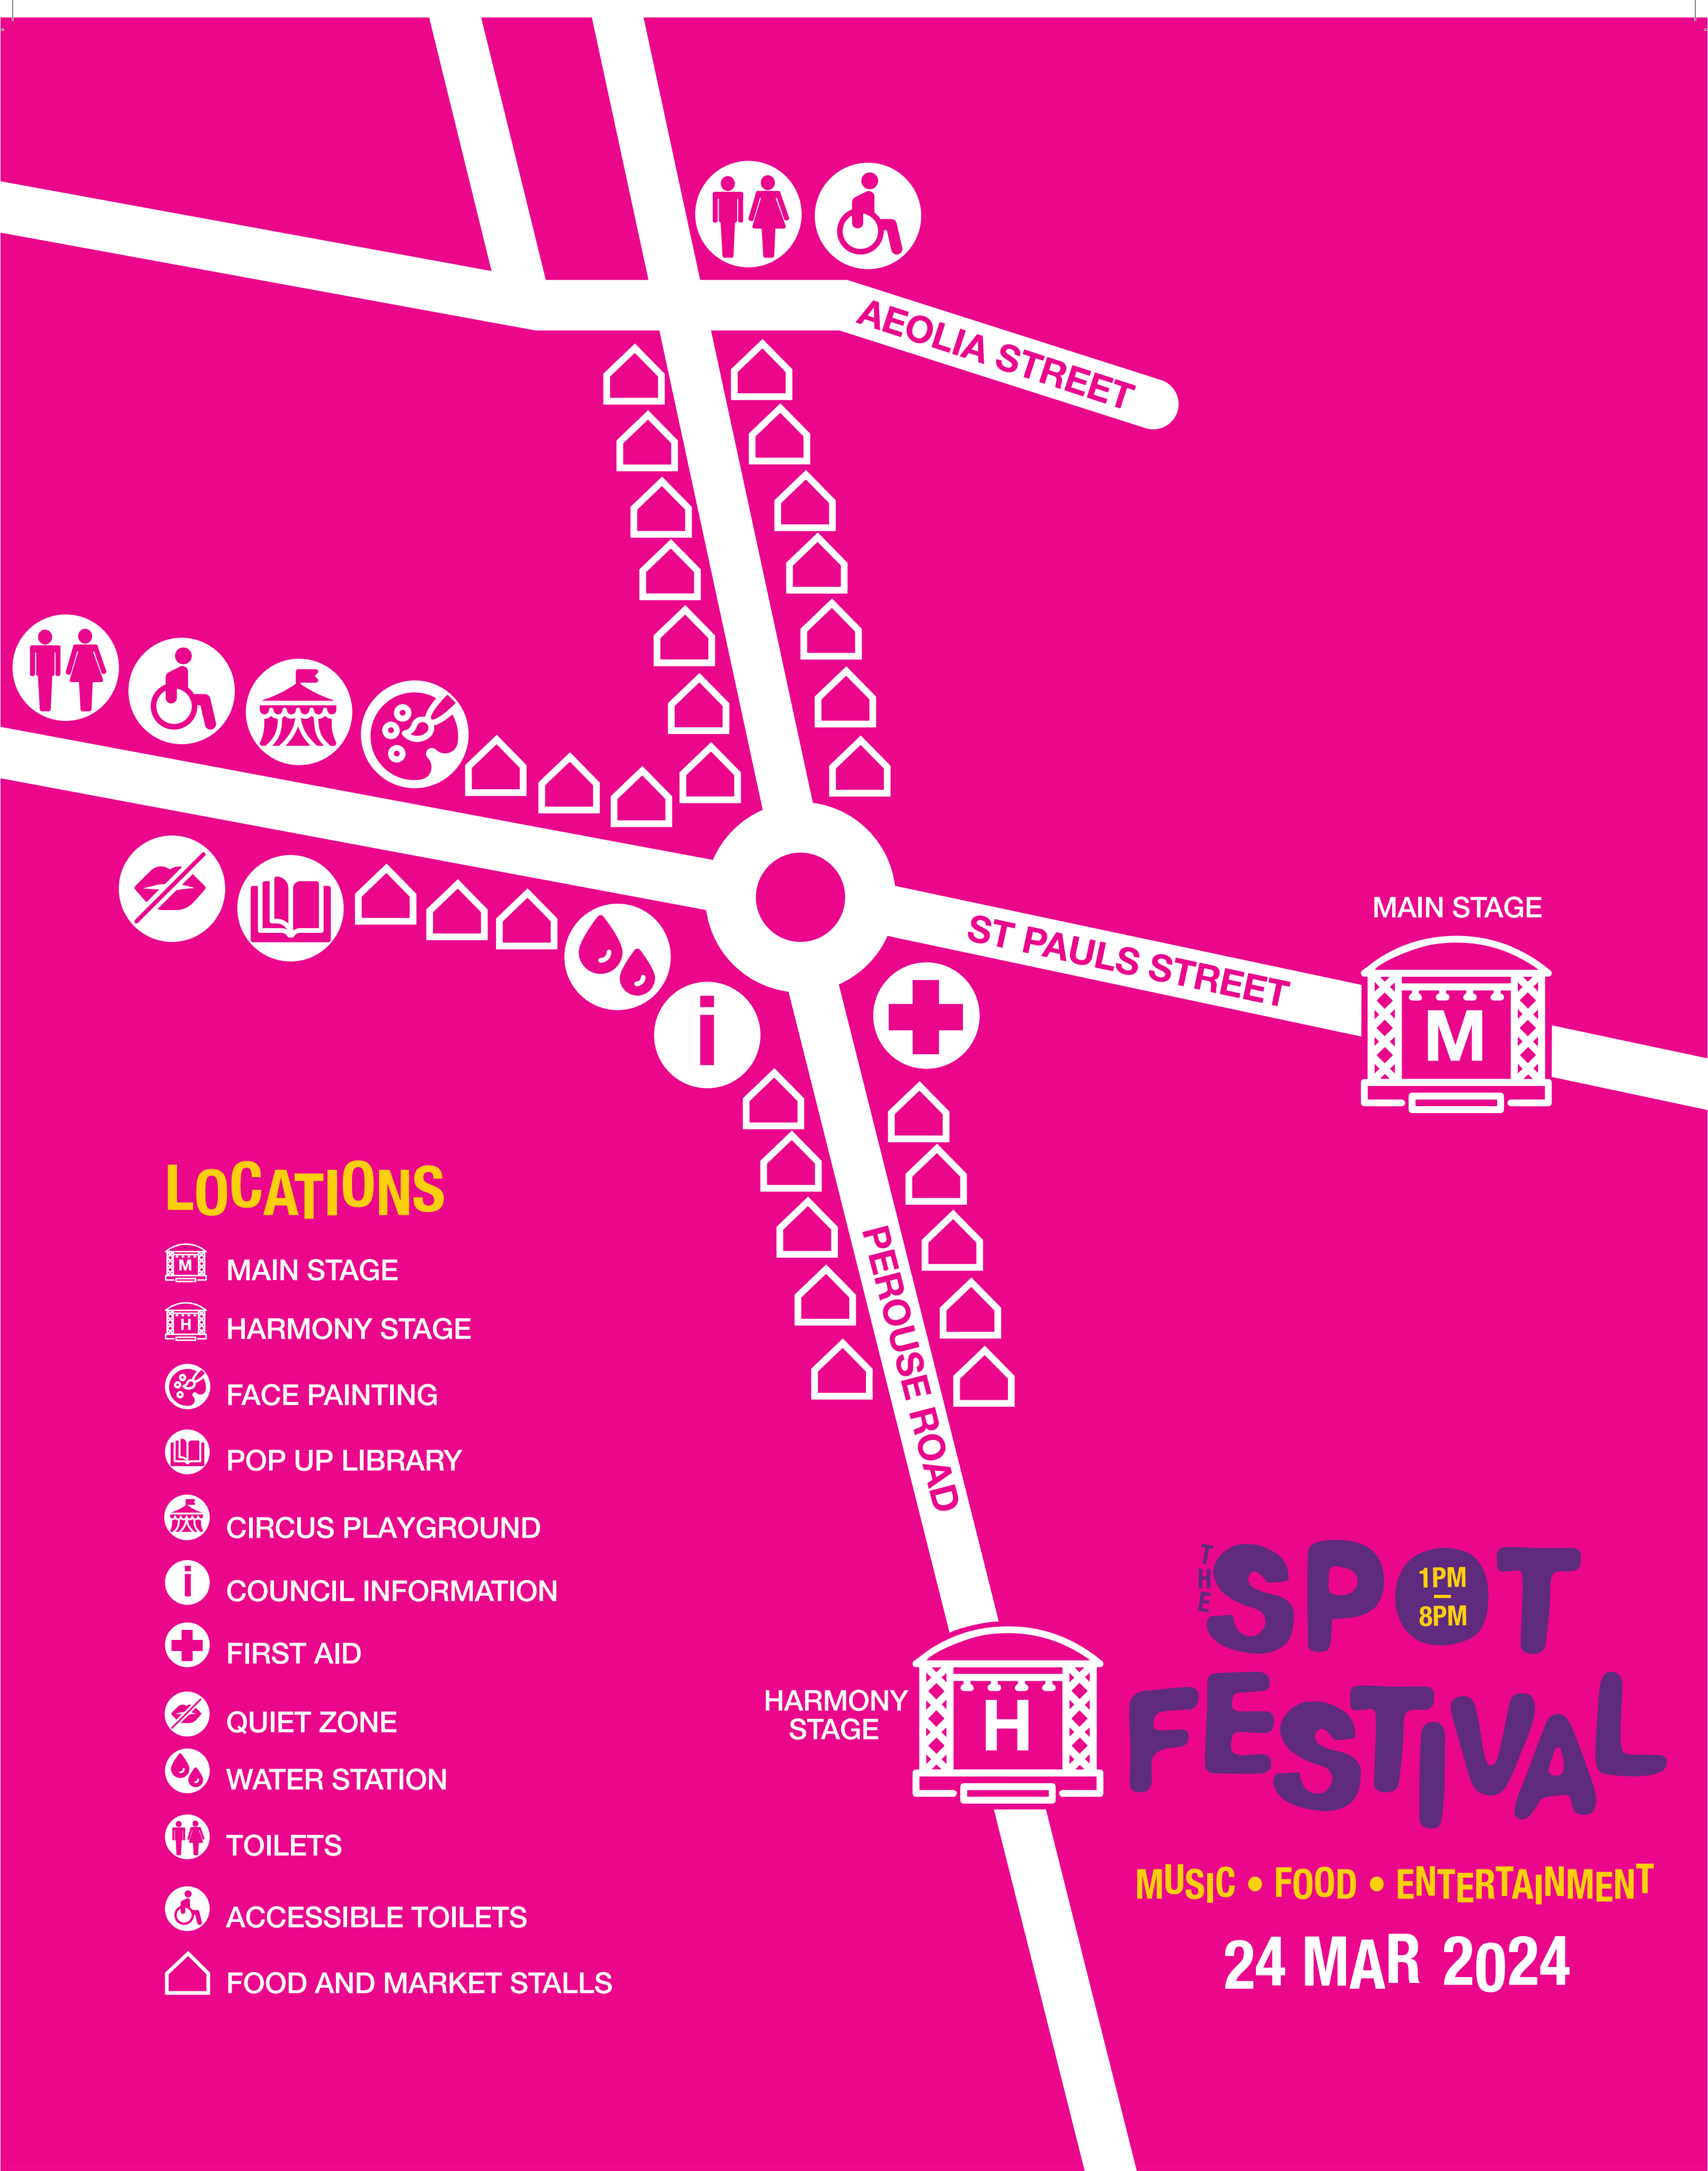 AEOLIA STREET
ST PAULS STREET
MAIN STAGE
M
i
PEROUSE ROAD
LOCATIONS
M MAIN STAGE
H HARMONY STAGE
FACE PAINTING
POP UP LIBRARY
CIRCUS PLAYGROUND
i COUNCIL INFORMATION
FIRST AID
QUIET ZONE
WATER STATION
TOILETS
ACCESSIBLE TOILETS
FOOD AND MARKET STALLS
HARMONY
STAGE
H
THE SPOT
1PM
–
8PM
FESTIVAL
MUSIC • FOOD • ENTERTAINMENT
24 MAR 2024